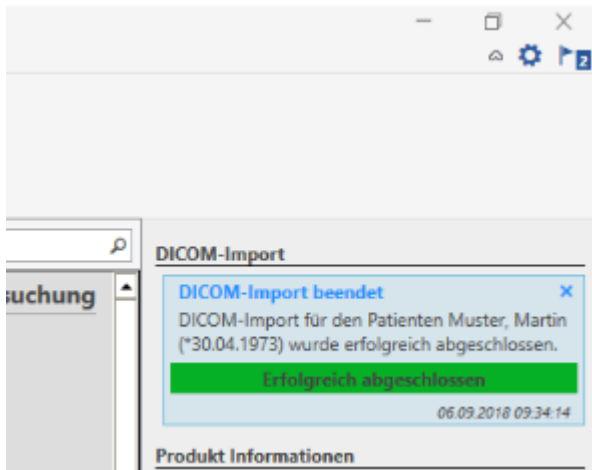 2
DICOM-Import
suchung
DICOM-Import beendet
DICOM-Import für den Patienten Muster, Martin
(*30.04.1973) wurde erfolgreich abgeschlossen.
Erfolgreich abgeschlossen
06.09.2018 09:34:14
Produkt Informationen